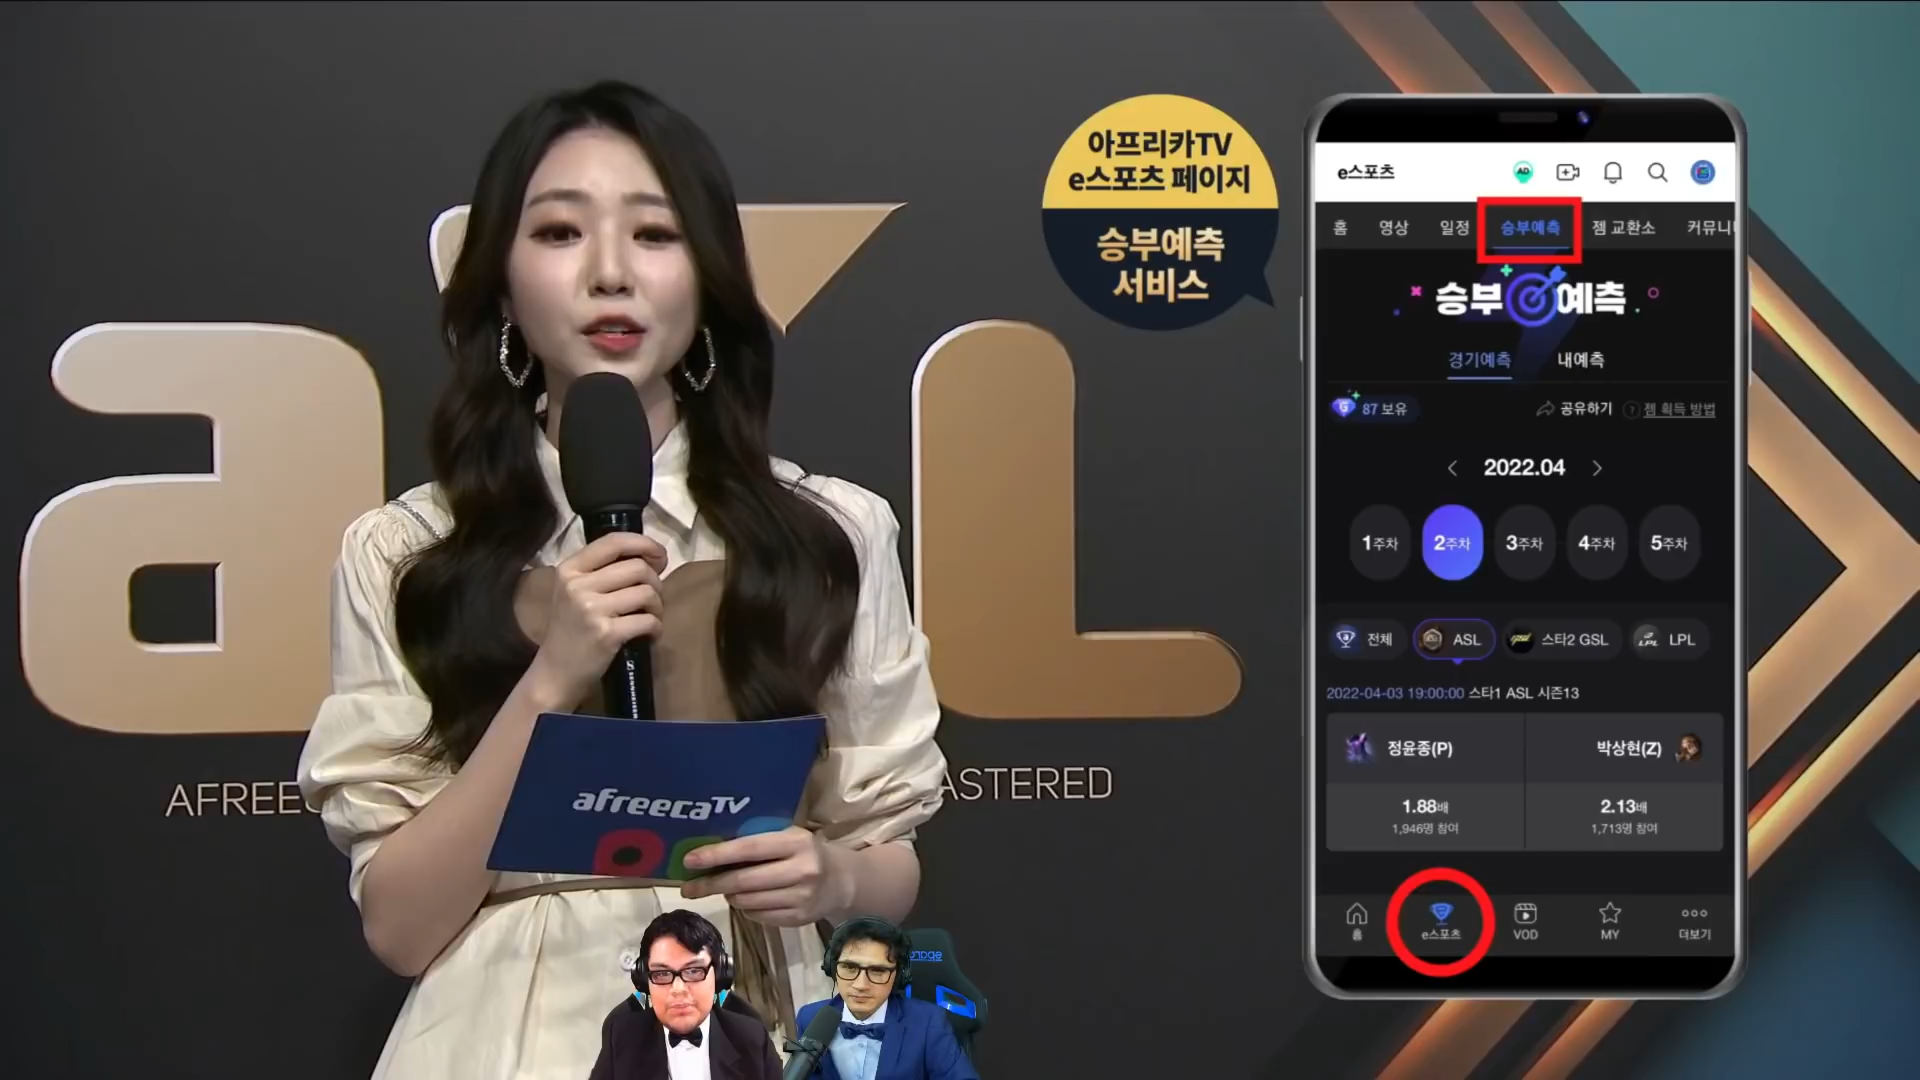 aSL
AFREEC
ASTERED
SENNHEISER
afreecaTV
아프리카TV
e스포츠 페이지
승부예측
서비스
e스포츠
AD
홈 영상 일정 승부예측 젬 교환소 커뮤니
승부예측
경기예측 내예측
G 87 보유 공유하기 ? 젬 획득 방법
< 2022.04 >
1주차 2주차 3주차 4주차 5주차
전체 ASL 스타2 GSL LPL
2022-04-03 19:00:00 스타1 ASL 시즌13
정윤종(P) 박상현(Z)
1.88배 2.13배
1,946명 참여 1,713명 참여
홈 e스포츠 VOD MY 더보기